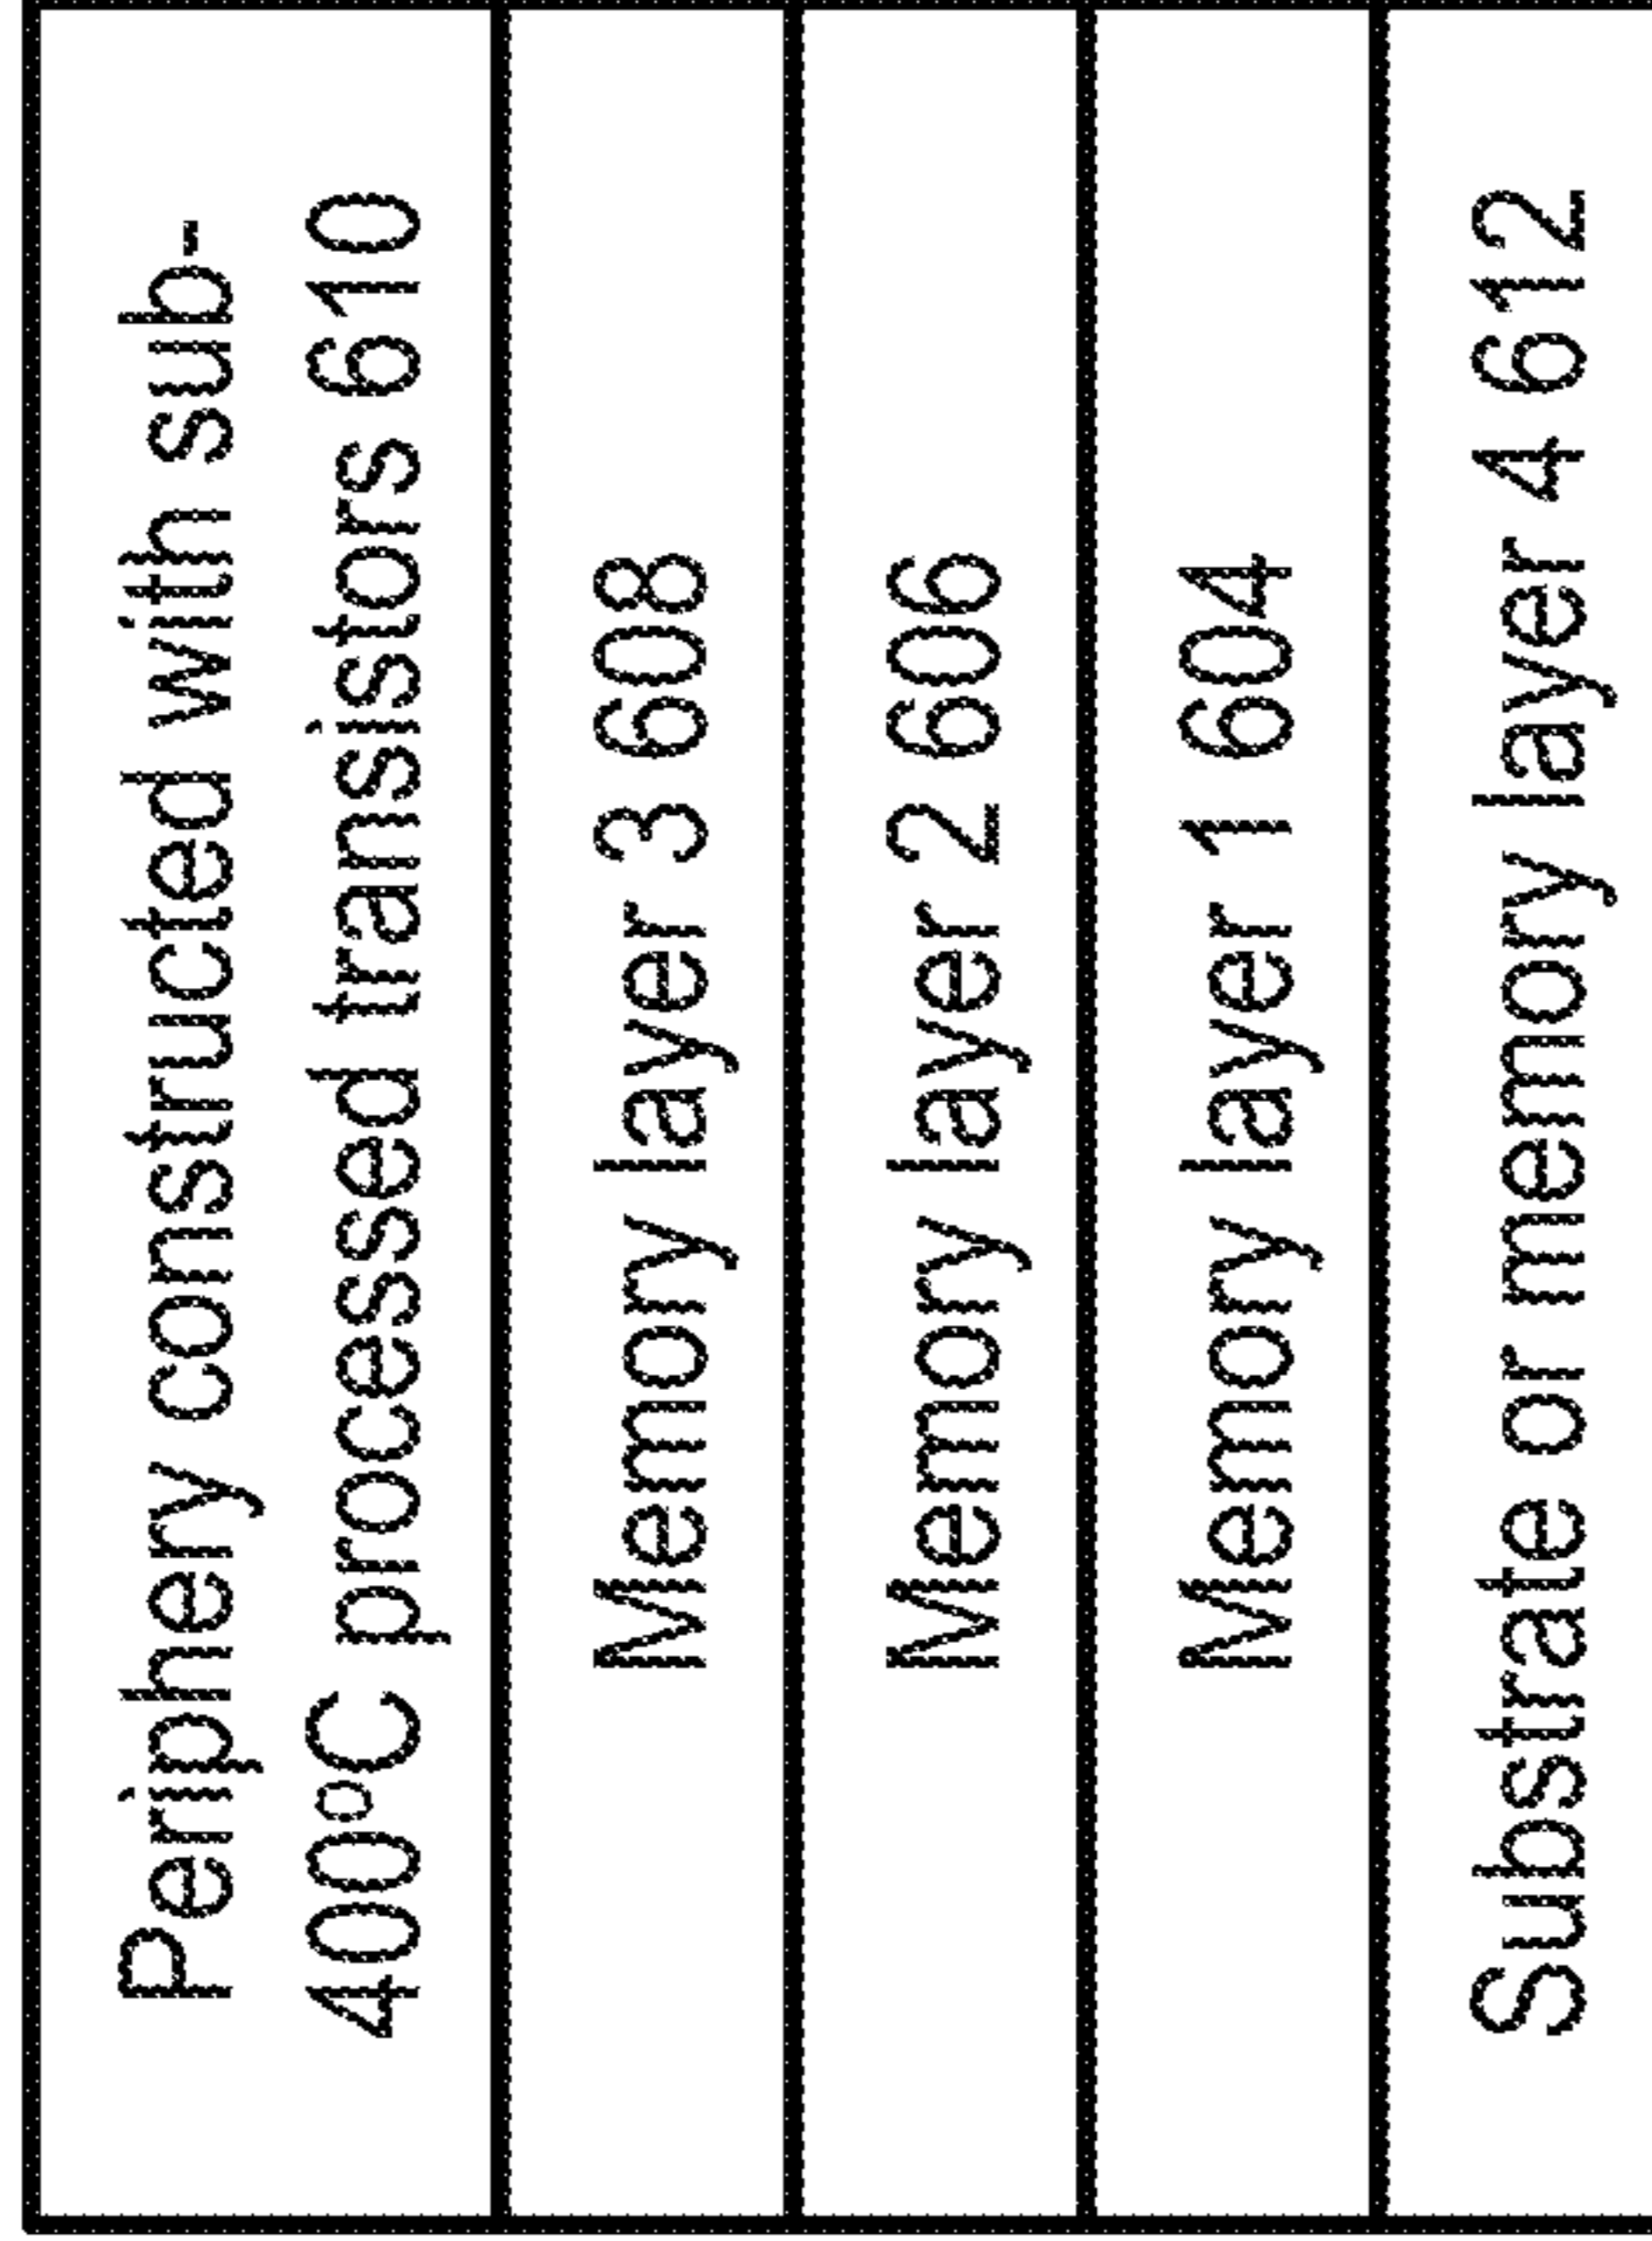 Periphery constructed with sub-
400ºC processed transistors 610
Memory layer 3 608
Memory layer 2 606
Memory layer 1 604
Substrate or memory layer 4 612